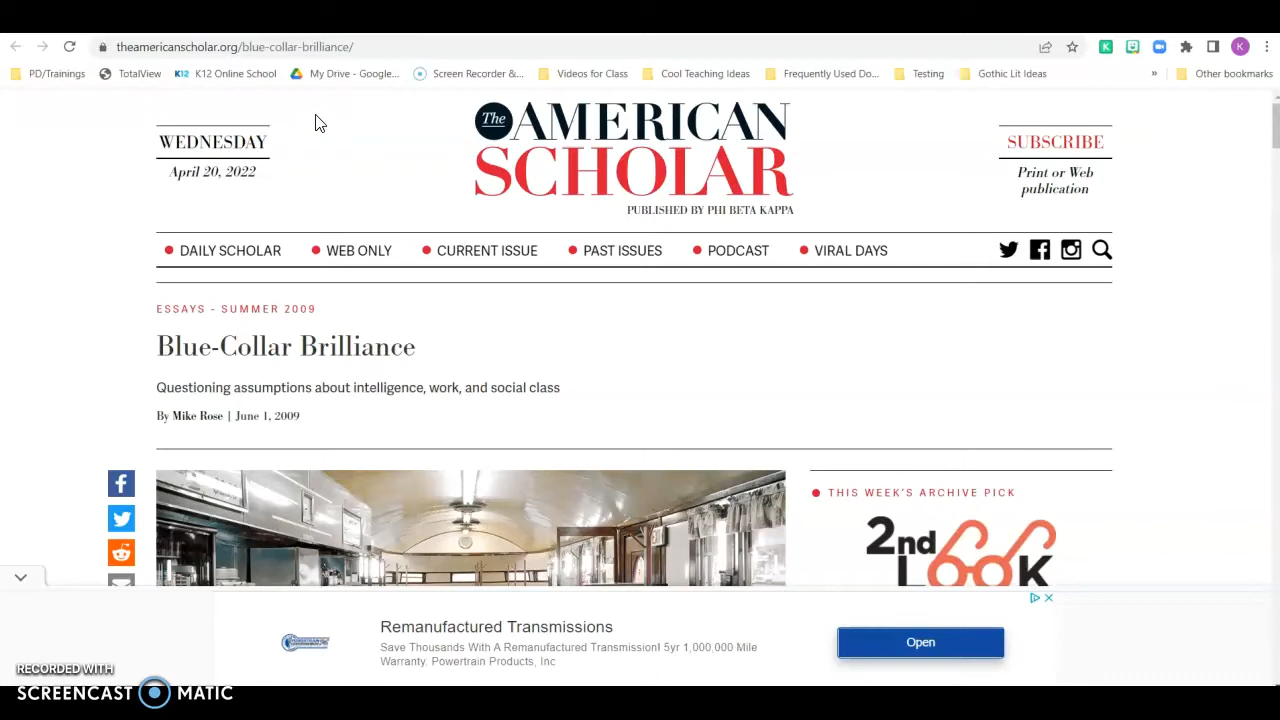 theamericanscholar.org/blue-collar-brilliance/
K
PD/Trainings
TotalView
K12 K12 Online School
My Drive - Google...
Screen Recorder &...
Videos for Class
Cool Teaching Ideas
Frequently Used Do...
Testing
Gothic Lit Ideas
»
Other bookmarks
WEDNESDAY
April 20, 2022
The AMERICAN
SCHOLAR
PUBLISHED BY PHI BETA KAPPA
SUBSCRIBE
Print or Web
publication
DAILY SCHOLAR
WEB ONLY
CURRENT ISSUE
PAST ISSUES
PODCAST
VIRAL DAYS
ESSAYS - SUMMER 2009
Blue-Collar Brilliance
Questioning assumptions about intelligence, work, and social class
By Mike Rose | June 1, 2009
THIS WEEK'S ARCHIVE PICK
2nd
LOOK
Remanufactured Transmissions
Save Thousands With A Remanufactured Transmission! 5yr 1,000,000 Mile
Warranty. Powertrain Products, Inc
Open
RECORDED WITH
SCREENCAST MATIC